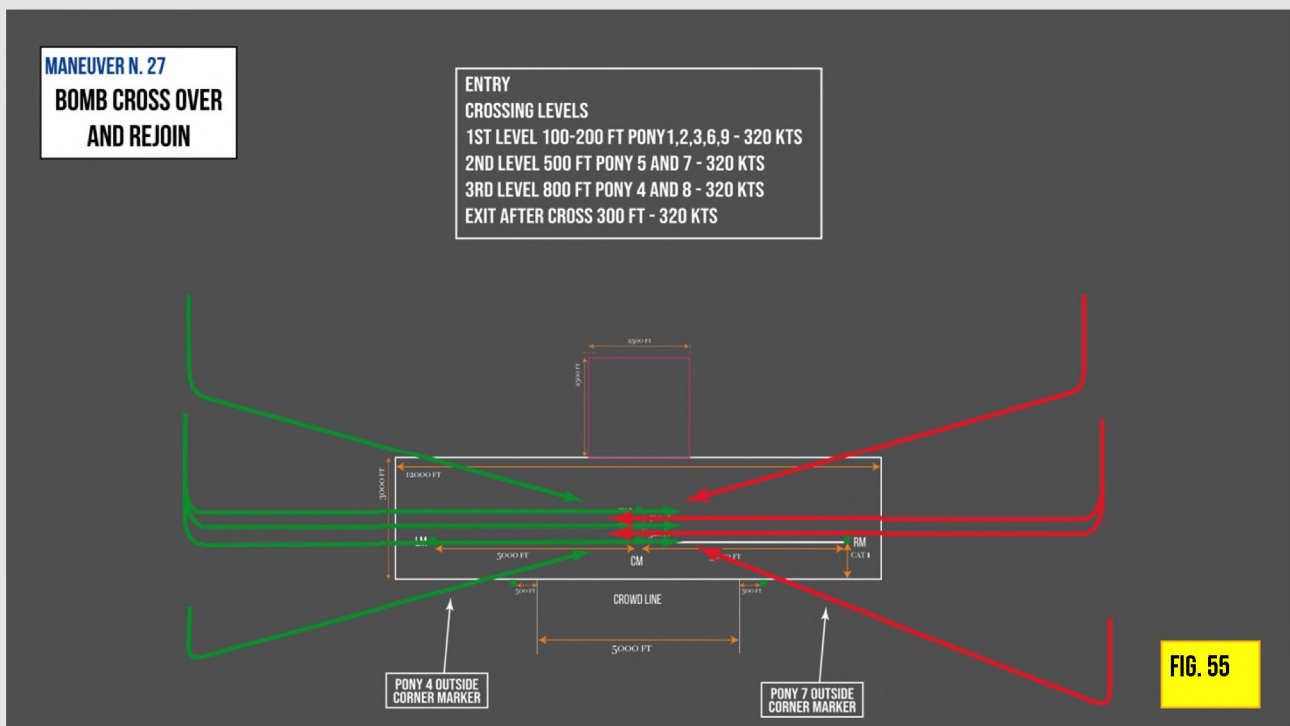 MANEUVER N. 27
BOMB CROSS OVER
AND REJOIN
ENTRY
CROSSING LEVELS
1ST LEVEL 100-200 FT PONY1,2,3,6,9 - 320 KTS
2ND LEVEL 500 FT PONY 5 AND 7 - 320 KTS
3RD LEVEL 800 FT PONY 4 AND 8 - 320 KTS
EXIT AFTER CROSS 300 FT - 320 KTS
2500 FT
2500 FT
12000 FT
3000 FT
LM
RM
5000 FT
FT
CAT I
CM
500 FT
500 FT
CROWD LINE
5000 FT
PONY 4 OUTSIDE
CORNER MARKER
PONY 7 OUTSIDE
CORNER MARKER
FIG. 55